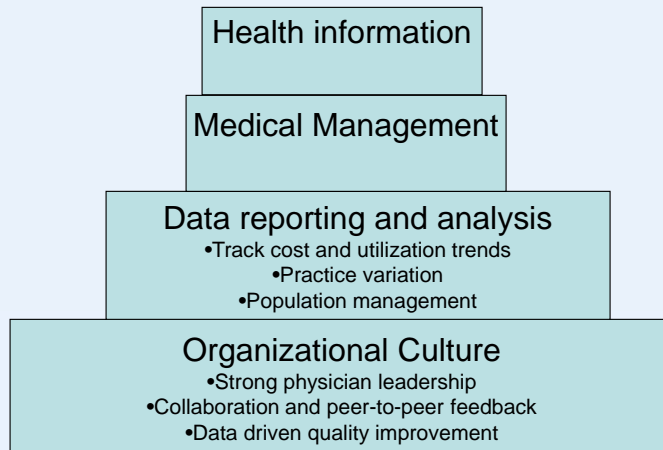 Health information
Medical Management
Data reporting and analysis
•Track cost and utilization trends
•Practice variation
•Population management
Organizational Culture
•Strong physician leadership
•Collaboration and peer-to-peer feedback
•Data driven quality improvement